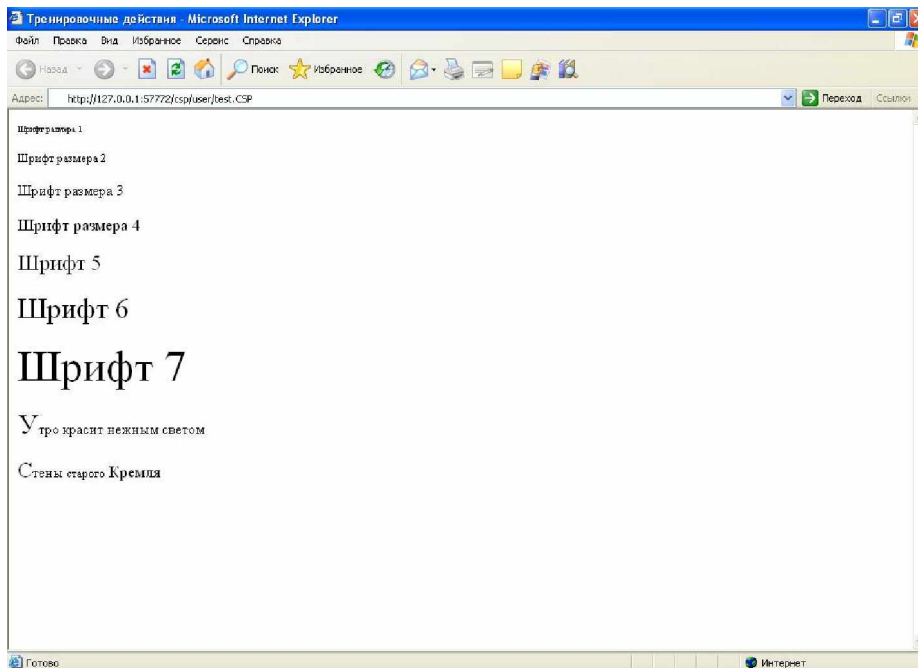 Тренировочные действия - Microsoft Internet Explorer
Файл Правка Вид Избранное Сервис Справка
Назад Поиск Избранное
Адрес: http://127.0.0.1:57772/csp/user/test.CSP Переход Ссылки
Шрифт размера 1
Шрифт размера 2
Шрифт размера 3
Шрифт размера 4
Шрифт 5
Шрифт 6
Шрифт 7
Утро красит нежным светом
Стены старого Кремля
Готово Интернет